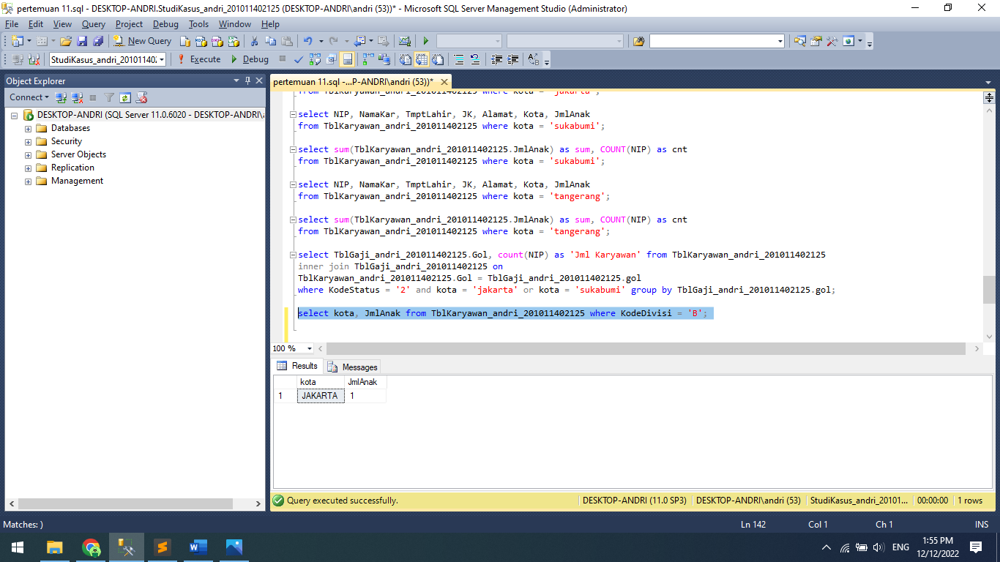 pertemuan 11.sql - DESKTOP-ANDRI.StudiKasus_andri_201011402125 (DESKTOP-ANDRI\andri (53))* - Microsoft SQL Server Management Studio (Administrator)
File Edit View Query Project Debug Tools Window Help
New Query
StudiKasus_andri_20101140 Execute Debug
Object Explorer
Connect
DESKTOP-ANDRI (SQL Server 11.0.6020 - DESKTOP-ANDRI\
Databases
Security
Server Objects
Replication
Management
pertemuan 11.sql -...P-ANDRI\andri (53))*
from TblKaryawan_andri_201011402125 where kota = 'jakarta';
select NIP, NamaKar, TmptLahir, JK, Alamat, Kota, JmlAnak
from TblKaryawan_andri_201011402125 where kota = 'sukabumi';
select sum(TblKaryawan_andri_201011402125.JmlAnak) as sum, COUNT(NIP) as cnt
from TblKaryawan_andri_201011402125 where kota = 'sukabumi';
select NIP, NamaKar, TmptLahir, JK, Alamat, Kota, JmlAnak
from TblKaryawan_andri_201011402125 where kota = 'tangerang';
select sum(TblKaryawan_andri_201011402125.JmlAnak) as sum, COUNT(NIP) as cnt
from TblKaryawan_andri_201011402125 where kota = 'tangerang';
select TblGaji_andri_201011402125.Gol, count(NIP) as 'Jml Karyawan' from TblKaryawan_andri_201011402125
inner join TblGaji_andri_201011402125 on
TblKaryawan_andri_201011402125.Gol = TblGaji_andri_201011402125.gol
where KodeStatus = '2' and kota = 'jakarta' or kota = 'sukabumi' group by TblGaji_andri_201011402125.gol;
select kota, JmlAnak from TblKaryawan_andri_201011402125 where KodeDivisi = 'B';
100 %
Results Messages
kota JmlAnak
1 JAKARTA 1
Query executed successfully. DESKTOP-ANDRI (11.0 SP3) DESKTOP-ANDRI\andri (53) StudiKasus_andri_20101... 00:00:00 1 rows
Matches: ) Ln 142 Col 1 Ch 1 INS
ENG
1:55 PM
12/12/2022